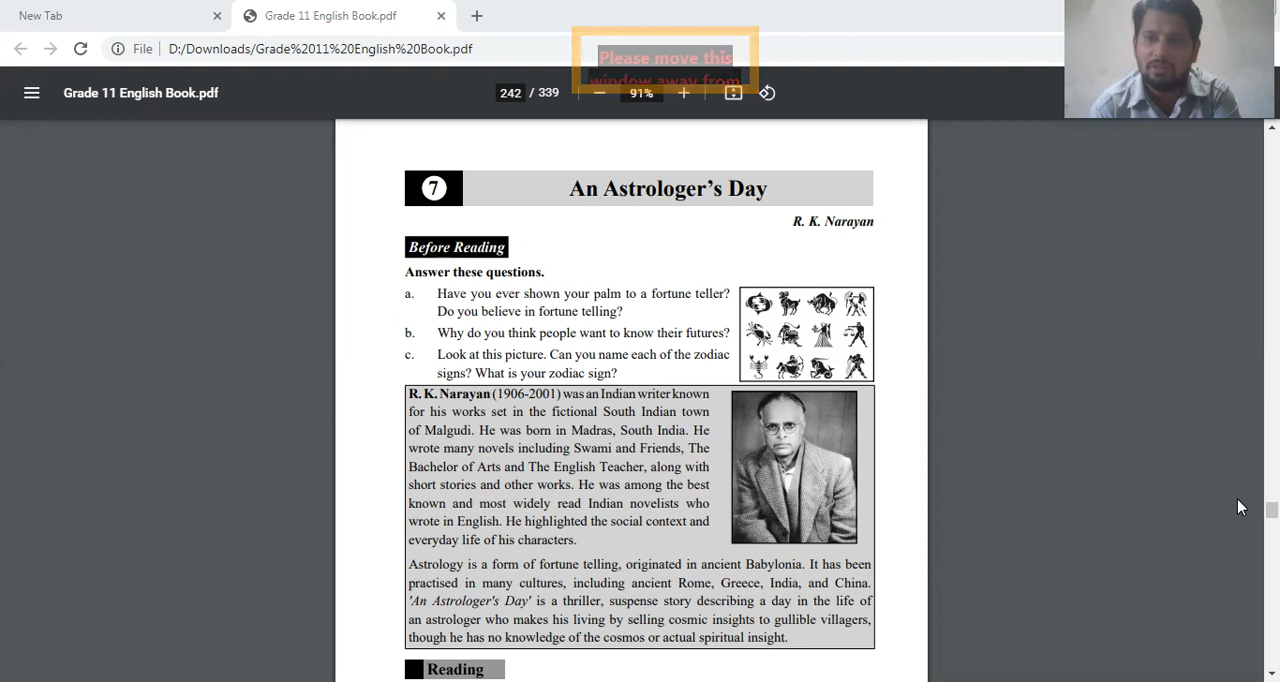 New Tab
Grade 11 English Book.pdf
File D:/Downloads/Grade%2011%20English%20Book.pdf
Please move this
window away from
Grade 11 English Book.pdf
242 / 339
91%
7
An Astrologer's Day
R. K. Narayan
Before Reading
Answer these questions.
a. Have you ever shown your palm to a fortune teller?
Do you believe in fortune telling?
b. Why do you think people want to know their futures?
c. Look at this picture. Can you name each of the zodiac
signs? What is your zodiac sign?
R. K. Narayan (1906-2001) was an Indian writer known
for his works set in the fictional South Indian town
of Malgudi. He was born in Madras, South India. He
wrote many novels including Swami and Friends, The
Bachelor of Arts and The English Teacher, along with
short stories and other works. He was among the best
known and most widely read Indian novelists who
wrote in English. He highlighted the social context and
everyday life of his characters.
Astrology is a form of fortune telling, originated in ancient Babylonia. It has been
practised in many cultures, including ancient Rome, Greece, India, and China.
'An Astrologer's Day' is a thriller, suspense story describing a day in the life of
an astrologer who makes his living by selling cosmic insights to gullible villagers,
though he has no knowledge of the cosmos or actual spiritual insight.
Reading